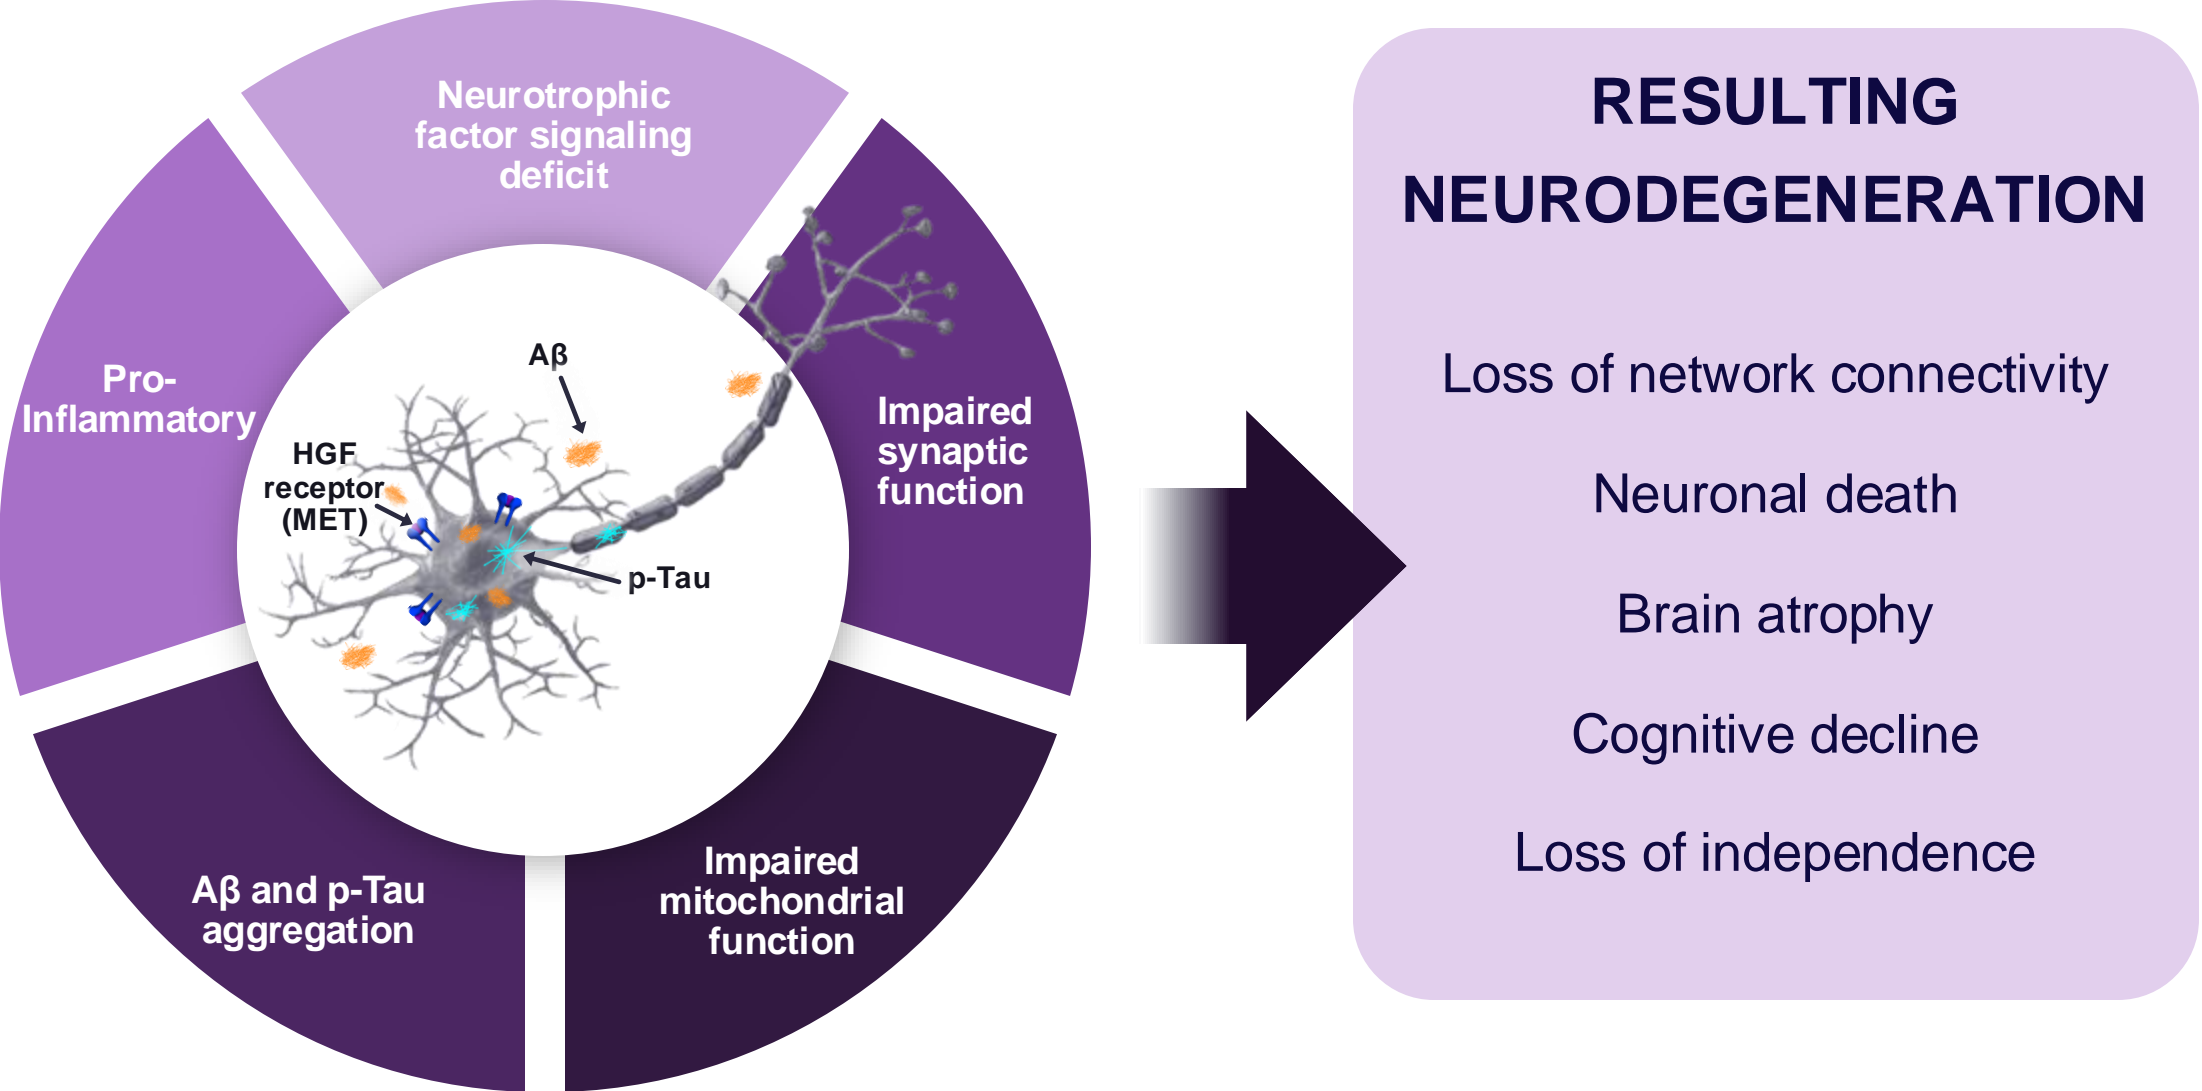 Neurotrophic
factor signaling
deficit
Pro-
Inflammatory
Impaired
synaptic
function
Aβ and p-Tau
aggregation
Impaired
mitochondrial
function
Aβ
HGF
receptor
(MET)
p-Tau
RESULTING
NEURODEGENERATION
Loss of network connectivity
Neuronal death
Brain atrophy
Cognitive decline
Loss of independence